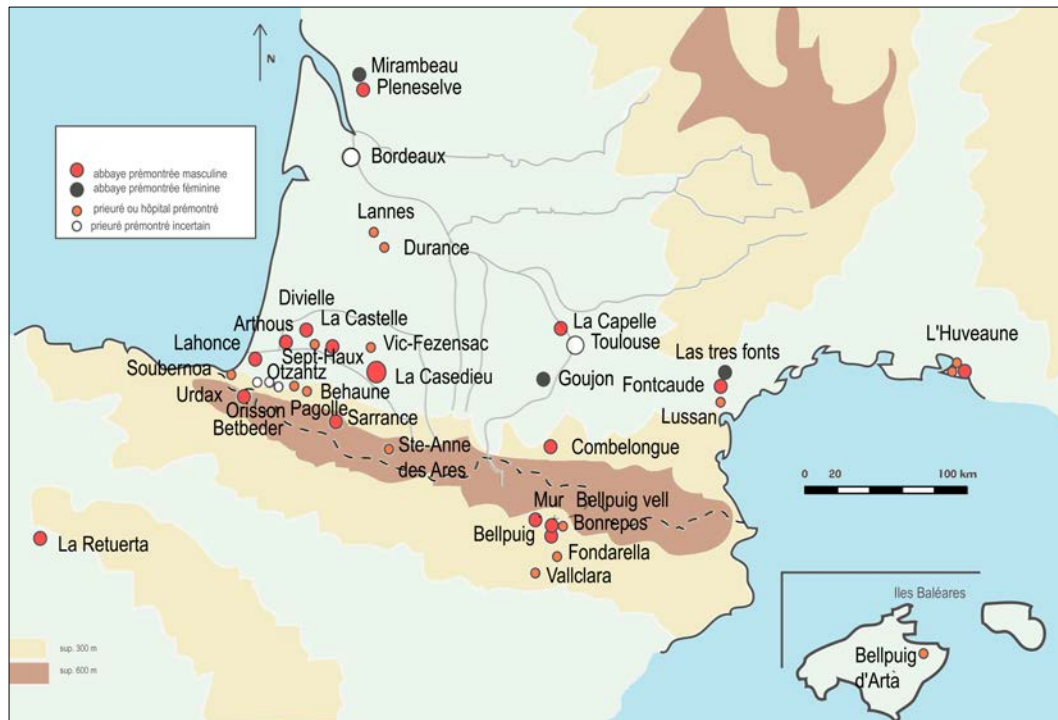 N
Mirambeau
Pleneselve
abbaye prémontrée masculine
abbaye prémontrée féminine
prieuré ou hôpital prémontré
prieuré prémontré incertain
Bordeaux
Lannes
Durance
Divielle
La Castelle
Arthous
Lahonce
Sept-Haux
Vic-Fezensac
La Capelle
Toulouse
L'Huveaune
Soubernoa
Otzantz
La Casedieu
Las tres fonts
Goujon
Fontcaude
Urdax
Behaune
Orisson
Pagolle
Lussan
Betbeder
Sarrance
Ste-Anne
des Ares
Combelongue
0
20
100 km
Mur
Bellpuig vell
Bellpuig
Bonrepos
La Retuerta
Fondarella
Vallclara
Iles Baléares
sup. 300 m
Bellpuig
d'Artà
sup. 600 m